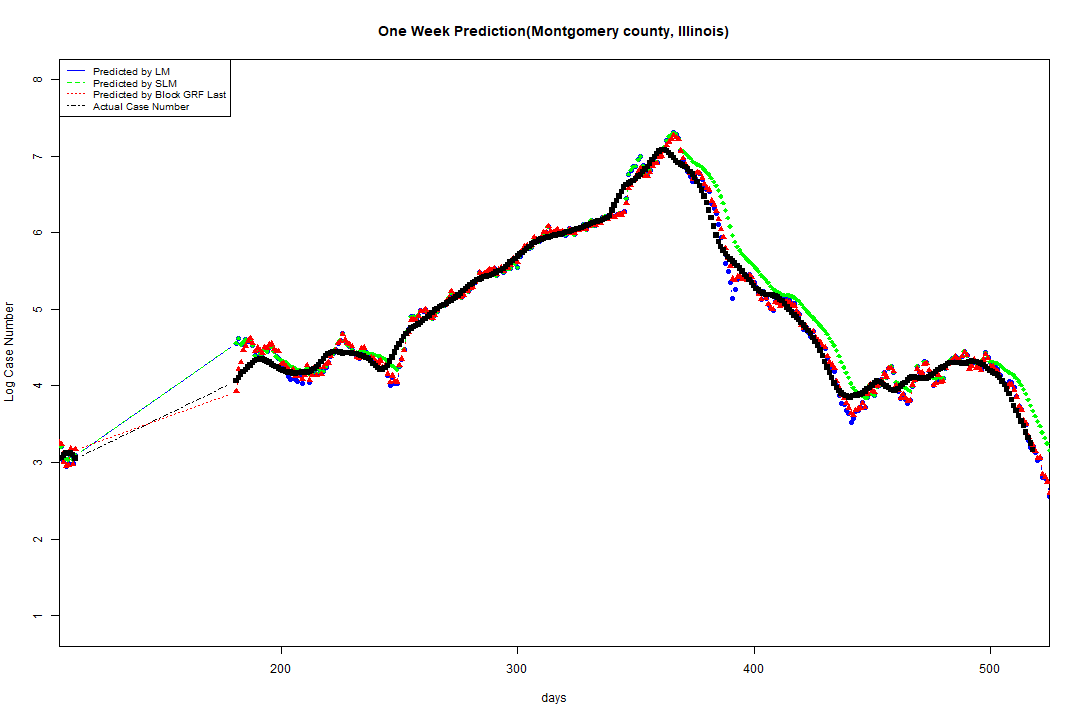 One Week Prediction(Montgomery county, Illinois)
Predicted by LM
Predicted by SLM
Predicted by Block GRF Last
Actual Case Number
8
7
6
5
4
3
2
1
Log Case Number
200 300 400 500
days